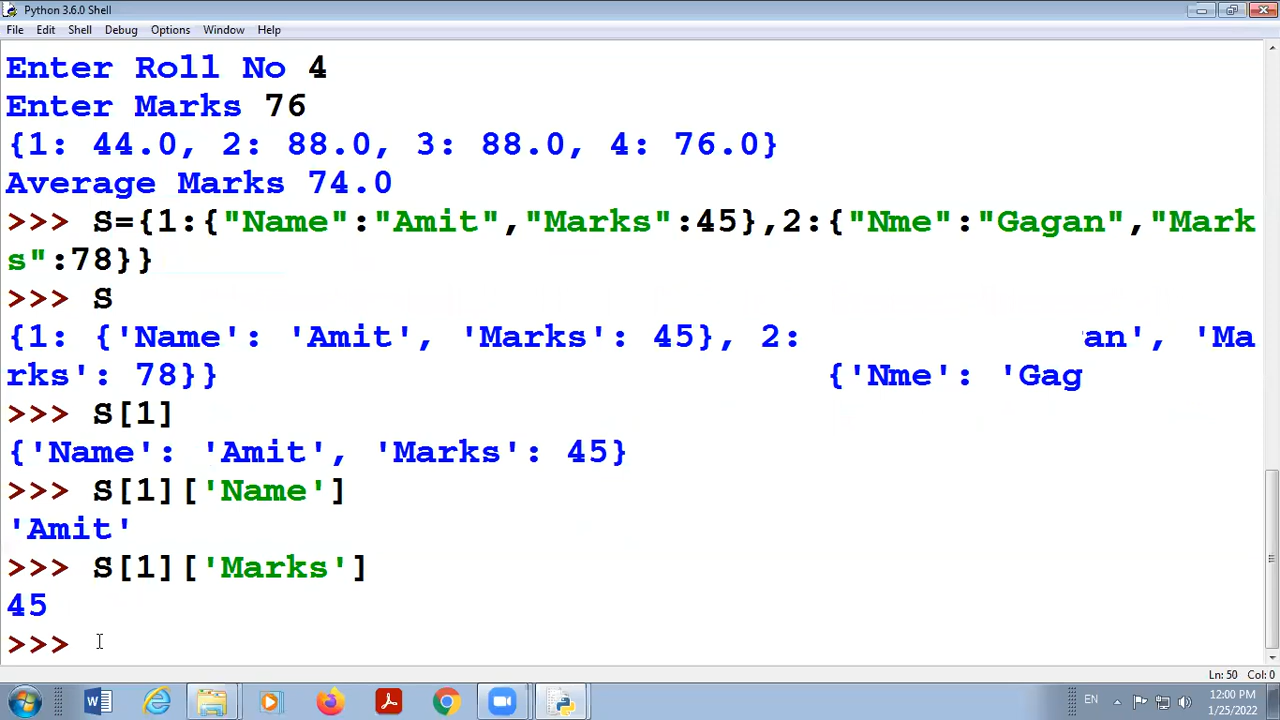 Python 3.6.0 Shell
File Edit Shell Debug Options Window Help
Enter Roll No 4
Enter Marks 76
{1: 44.0, 2: 88.0, 3: 88.0, 4: 76.0}
Average Marks 74.0
>>> S={1:{"Name":"Amit","Marks":45},2:{"Nme":"Gagan","Mark
s":78}}
>>> S
{1: {'Name': 'Amit', 'Marks': 45}, 2: an', 'Ma
rks': 78}} {'Nme': 'Gag
>>> S[1]
{'Name': 'Amit', 'Marks': 45}
>>> S[1]['Name']
'Amit'
>>> S[1]['Marks']
45
>>>
Ln: 50 Col: 0
EN
12:00 PM
1/25/2022